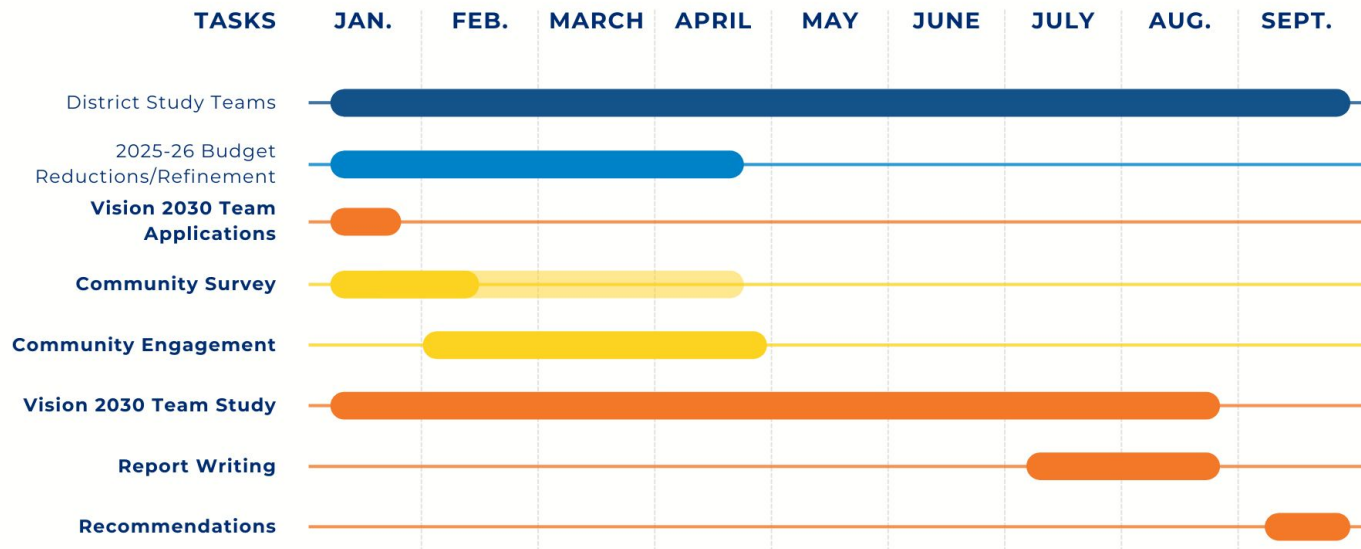 TASKS JAN. FEB. MARCH APRIL MAY JUNE JULY AUG. SEPT.
District Study Teams
2025-26 Budget
Reductions/Refinement
Vision 2030 Team
Applications
Community Survey
Community Engagement
Vision 2030 Team Study
Report Writing
Recommendations